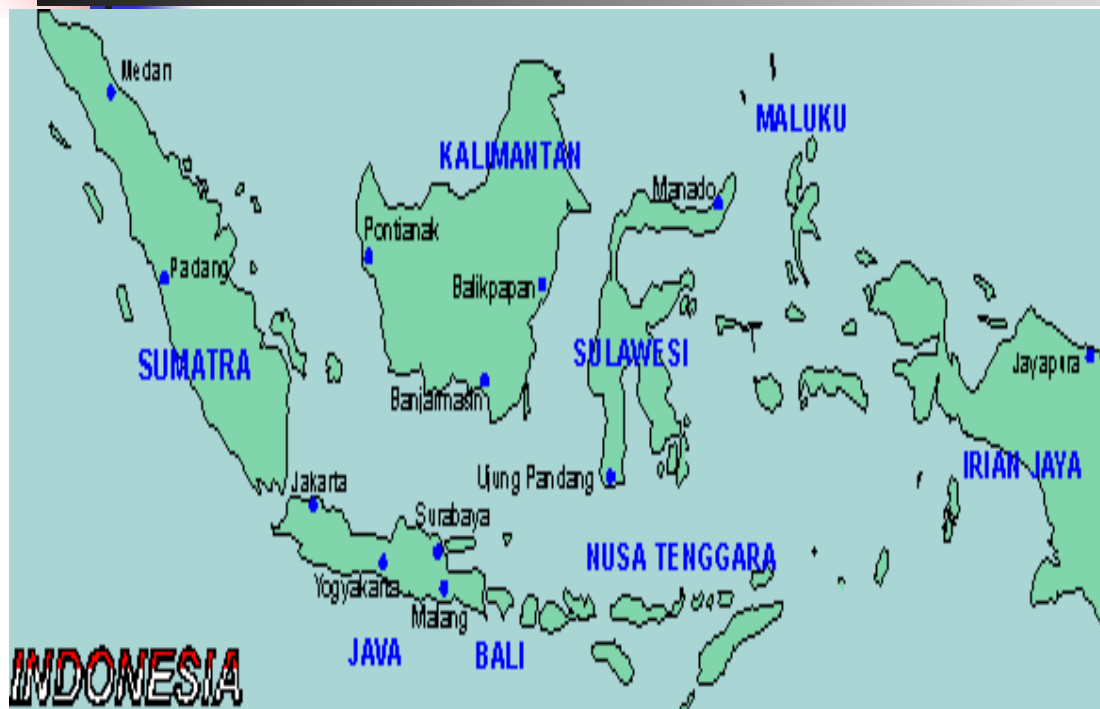 Medan
MALUKU
KALIMANTAN
Manado
Pontianak
Padang
Balikpapan
SULAWESI
SUMATRA
Jayapura
Banjarmasin
IRIAN JAYA
Ujung Pandang
Jakarta
Surabaya
NUSA TENGGARA
Yogyakarta
Malang
JAVA
BALI
INDONESIA